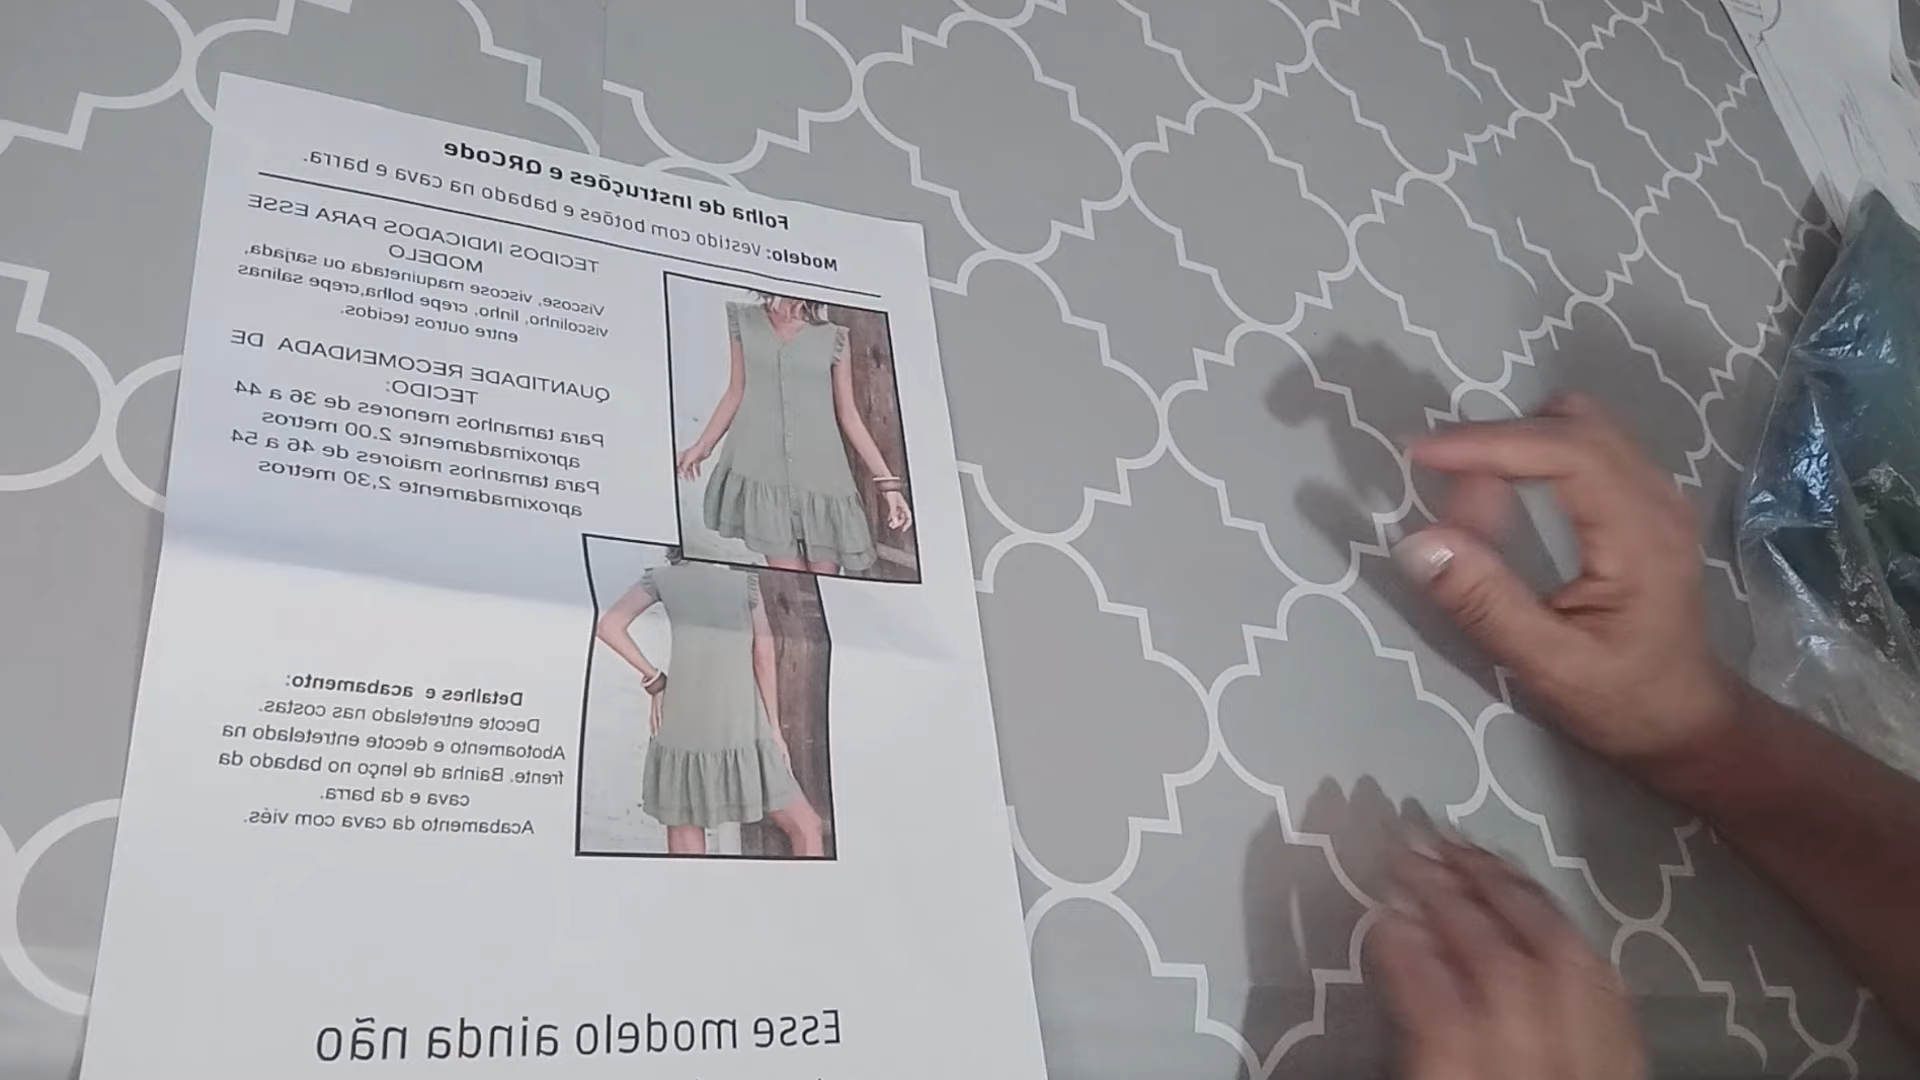 Folha de Instruções e QRCode
Modelo: Vestido com botões e babado na cava e barra.
TECIDOS INDICADOS PARA ESSE
MODELO
Viscose, viscose maquinetada ou sarjada,
viscolinho, linho, crepe bolha,crepe salinas
entre outros tecidos.
QUANTIDADE RECOMENDADA DE
TECIDO:
Para tamanhos menores de 36 a 44
aproximadamente 2.00 metros
Para tamanhos maiores de 46 a 54
aproximadamente 2,30 metros
Detalhes e acabamento:
Decote entretelado nas costas.
Abotoamento e decote entretelado na
frente. Bainha de lenço no babado da
cava e da barra.
Acabamento da cava com viés.
Esse modelo ainda não